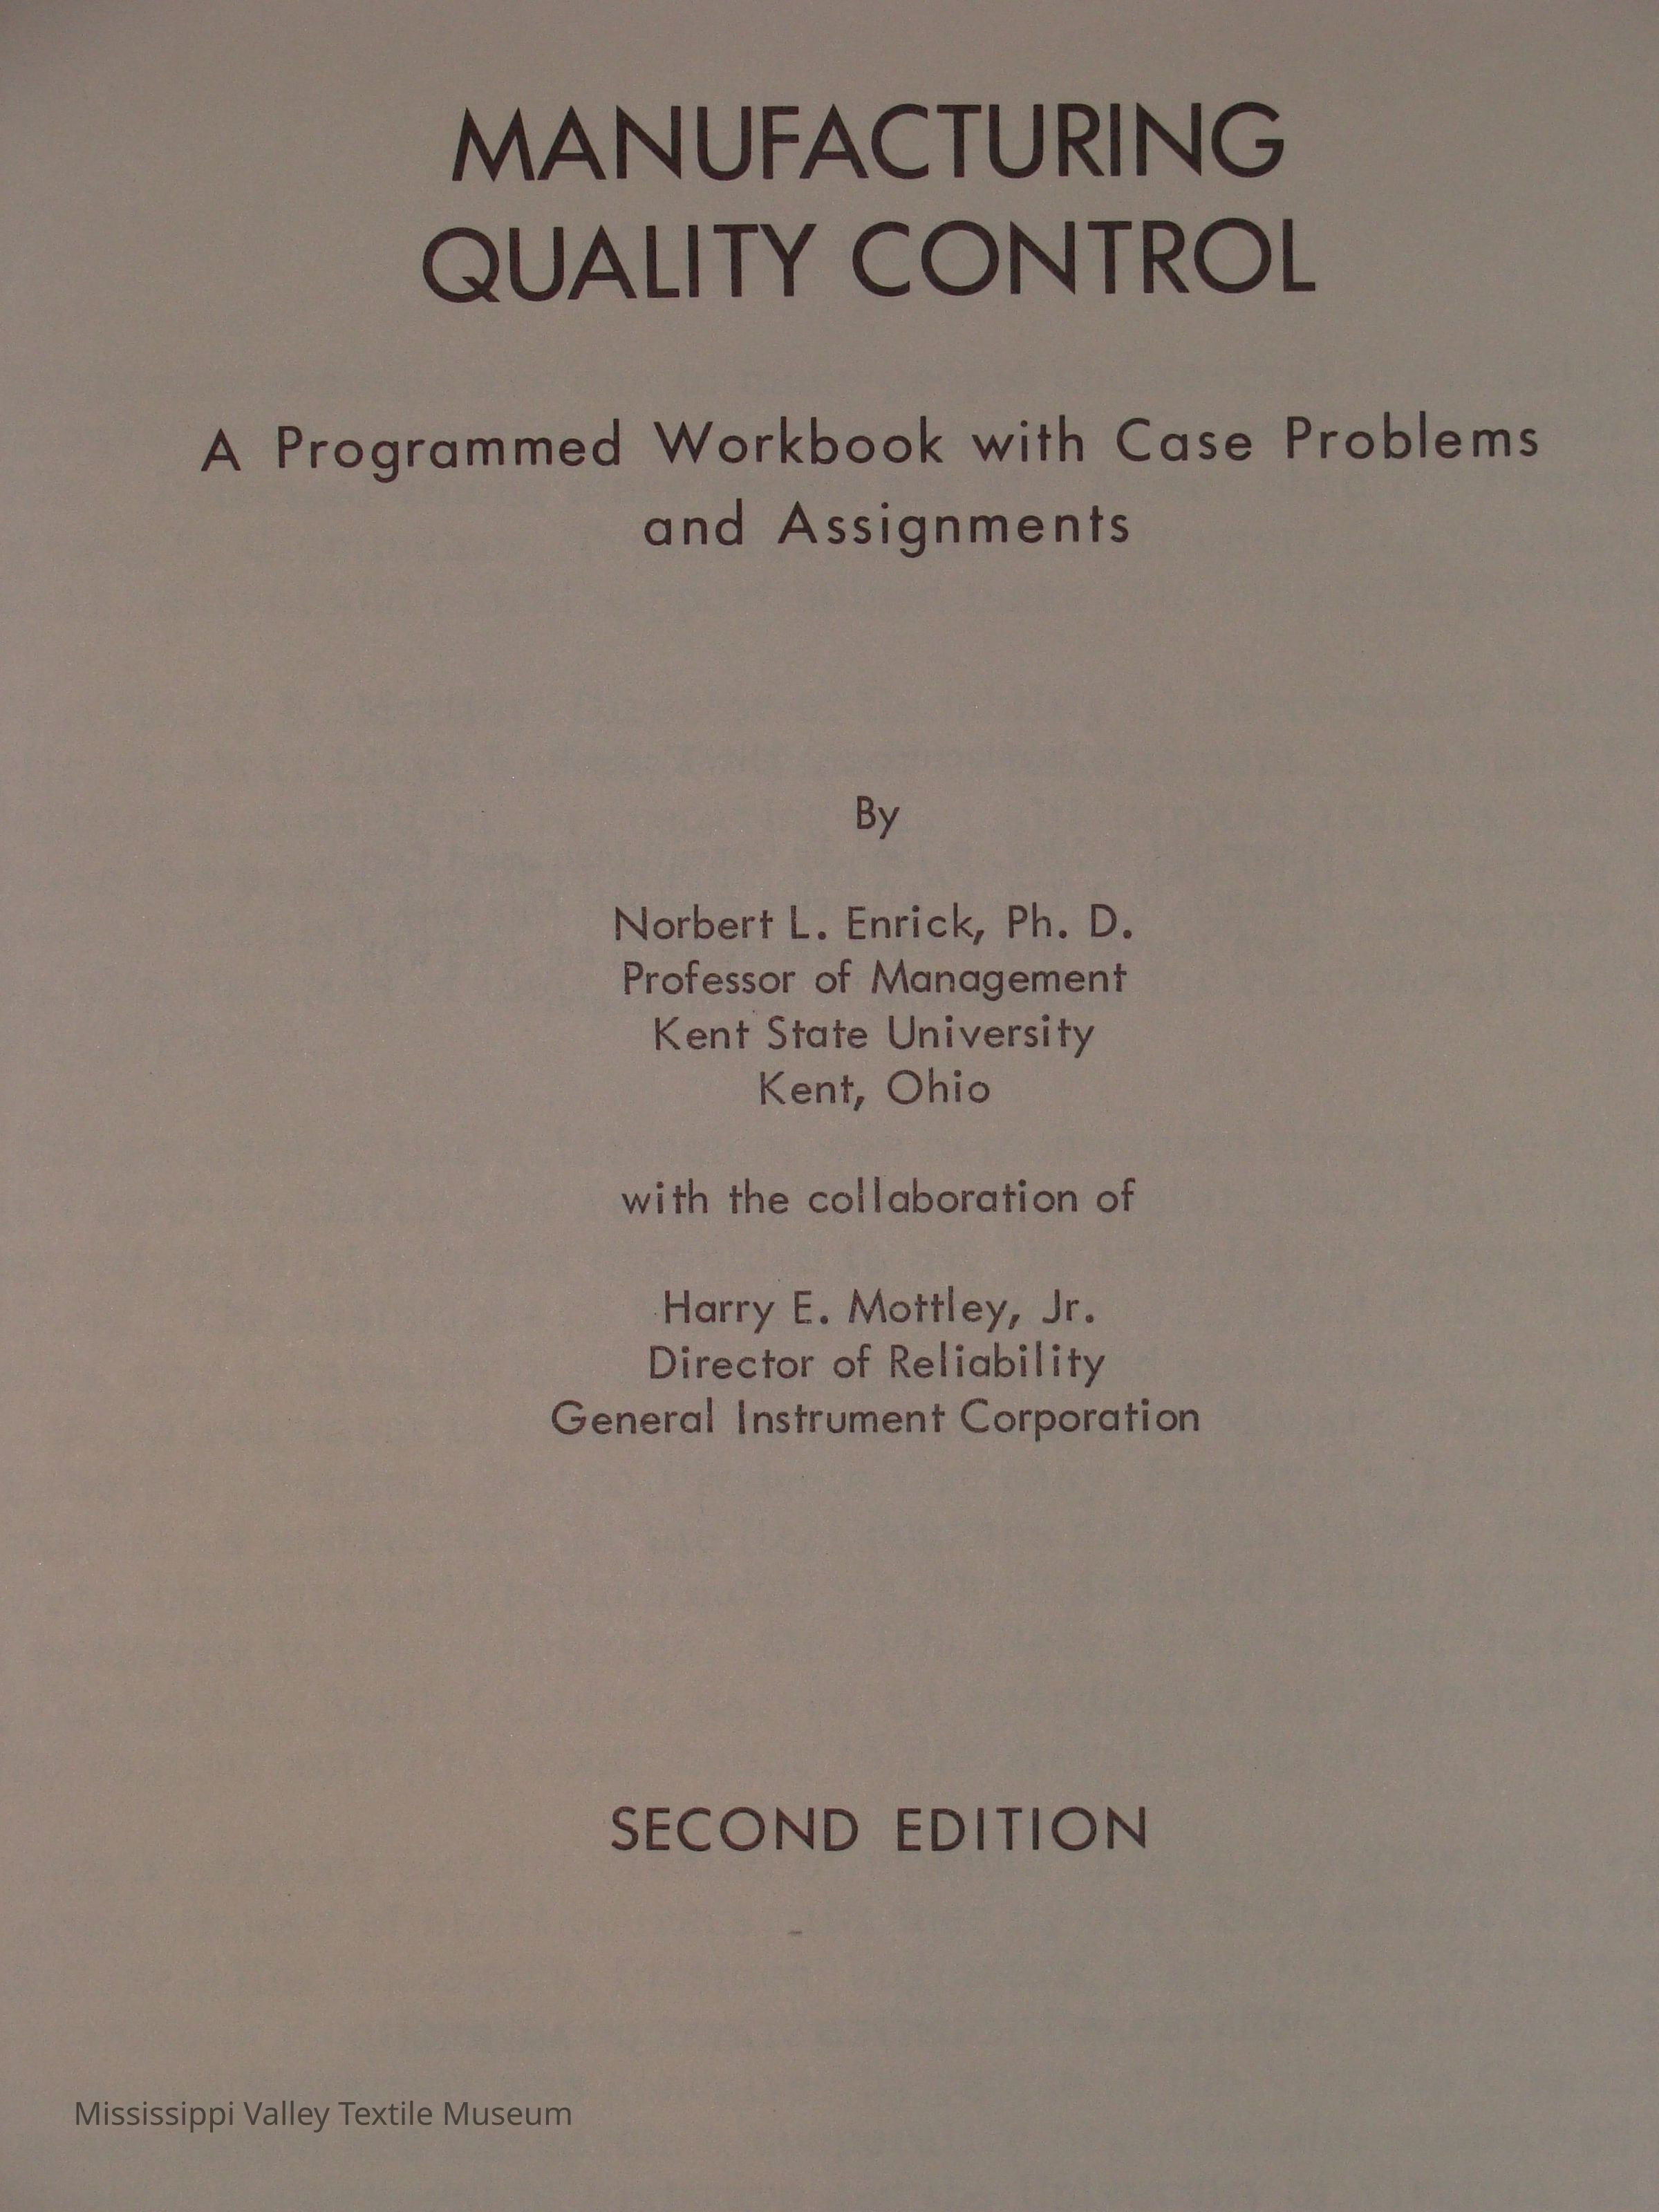 MANUFACTURING
QUALITY CONTROL
A Programmed Workbook with Case Problems
and Assignments
By
Norbert L. Enrick, Ph. D.
Professor of Management
Kent State University
Kent, Ohio
with the collaboration of
Harry E. Mottley, Jr.
Director of Reliability
General Instrument Corporation
SECOND EDITION
Mississippi Valley Textile Museum